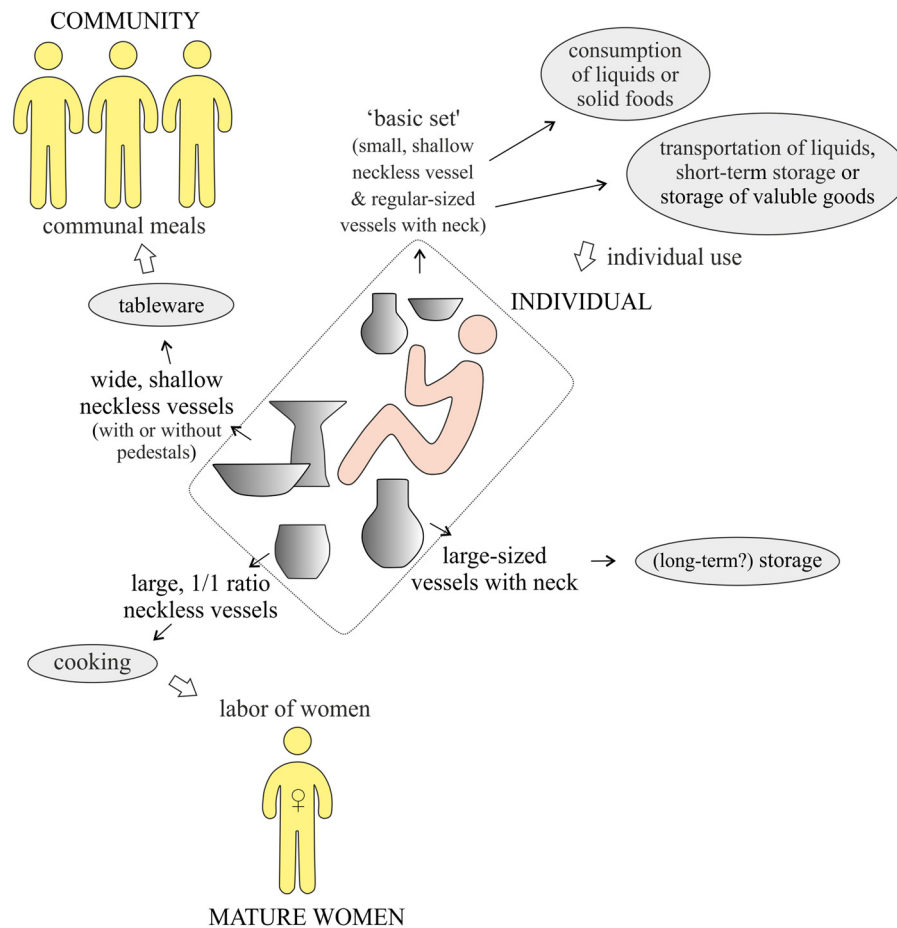 COMMUNITY
communal meals
tableware
wide, shallow
neckless vessels
(with or without
pedestals)
'basic set'
(small, shallow
neckless vessel
& regular-sized
vessels with neck)
consumption
of liquids or
solid foods
transportation of liquids,
short-term storage or
storage of valuble goods
individual use
INDIVIDUAL
large-sized
vessels with neck
(long-term?) storage
large, 1/1 ratio
neckless vessels
cooking
labor of women
♀
MATURE WOMEN